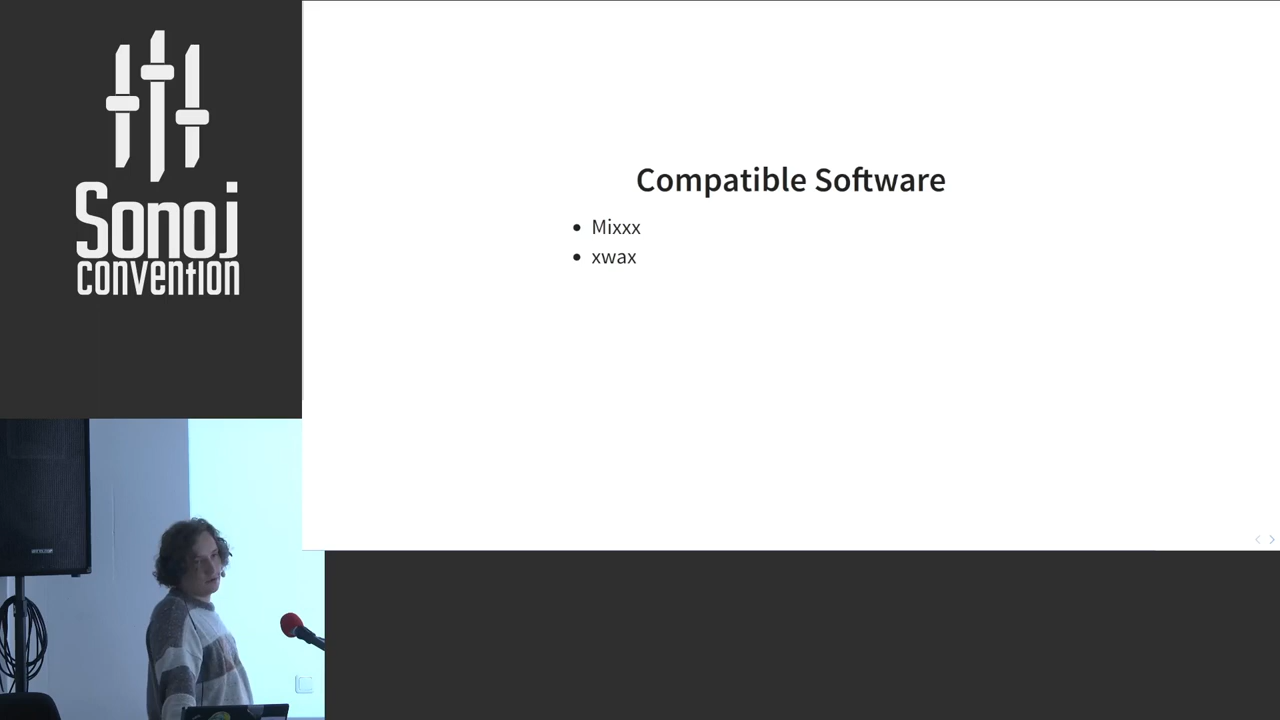 Sonoj
convention
Compatible Software
• Mixxx
• xwax